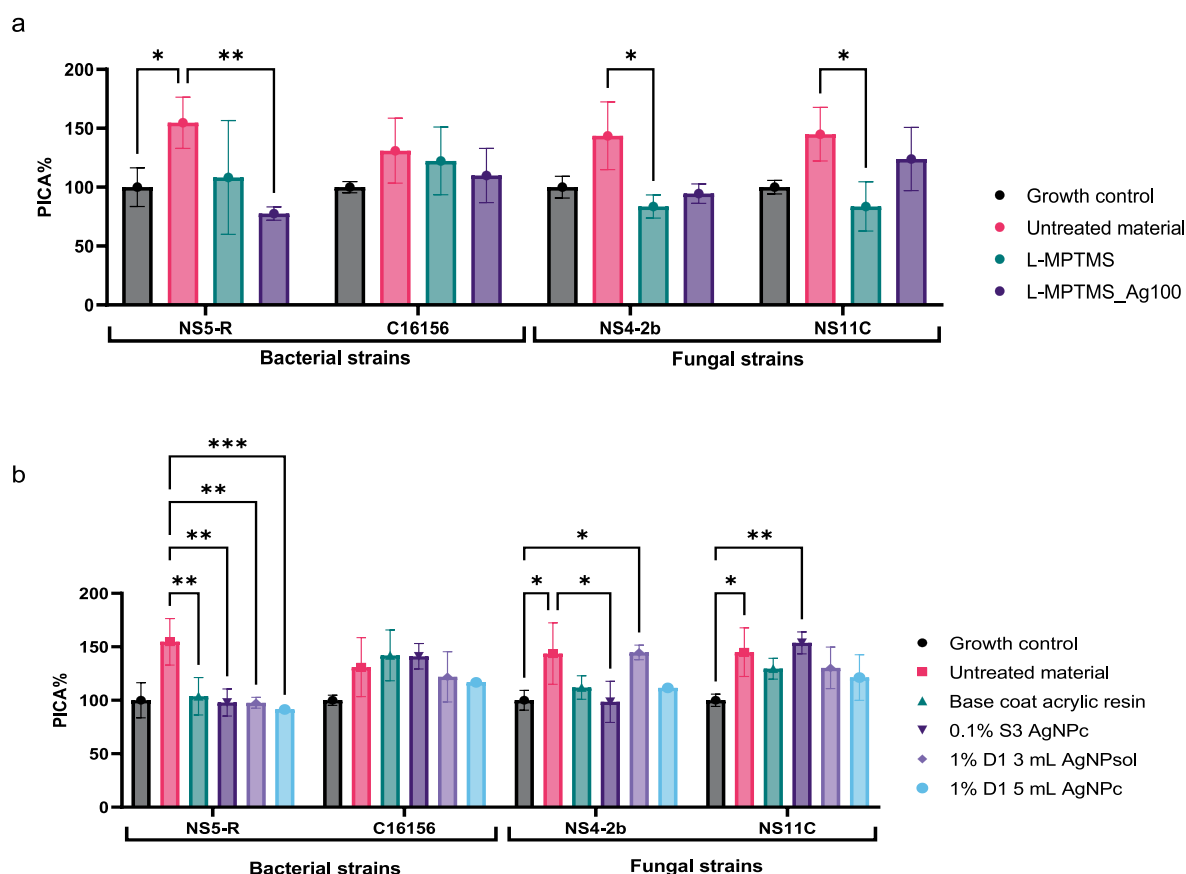 a
* ** * *
200
150
100
50
0
PICA%
NS5-R C16156 NS4-2b NS11C
Bacterial strains Fungal strains
Growth control
Untreated material
L-MPTMS
L-MPTMS_Ag100
b
***
**
** * **
** * * *
200
150
100
50
0
PICA%
NS5-R C16156 NS4-2b NS11C
Bacterial strains Fungal strains
Growth control
Untreated material
Base coat acrylic resin
0.1% S3 AgNPc
1% D1 3 mL AgNPsol
1% D1 5 mL AgNPc